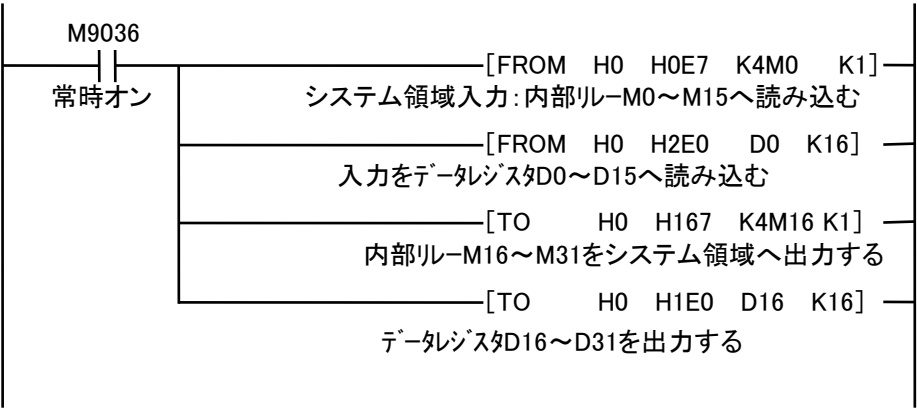 M9036
[FROM H0 H0E7 K4M0 K1]
常時オン
システム領域入力:内部ﾘﾚｰM0～M15へ読み込む
[FROM H0 H2E0 D0 K16]
入力をﾃﾞｰﾀﾚｼﾞｽﾀD0～D15へ読み込む
[TO H0 H167 K4M16 K1]
内部ﾘﾚｰM16～M31をシステム領域へ出力する
[TO H0 H1E0 D16 K16]
ﾃﾞｰﾀﾚｼﾞｽﾀD16～D31を出力する